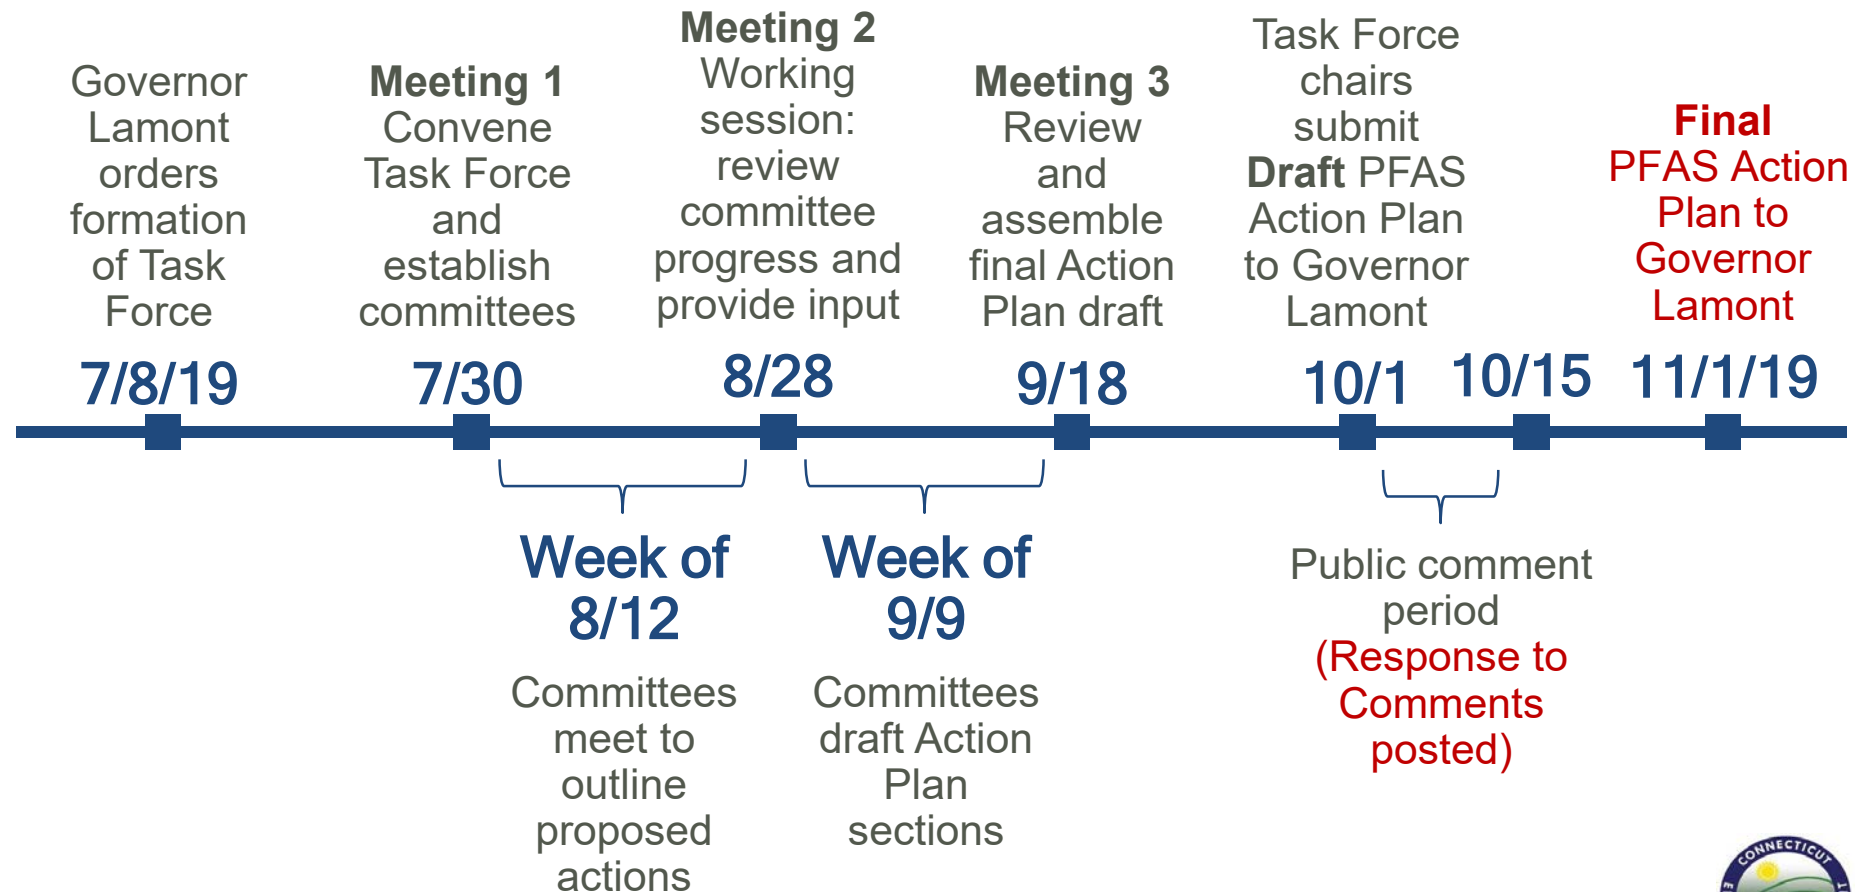 Governor
Lamont
orders
formation
of Task
Force
7/8/19
Meeting 1
Convene
Task Force
and
establish
committees
7/30
Meeting 2
Working
session:
review
committee
progress and
provide input
8/28
Meeting 3
Review
and
assemble
final Action
Plan draft
9/18
Task Force
chairs
submit
Draft PFAS
Action Plan
to Governor
Lamont
10/1
10/15
Final
PFAS Action
Plan to
Governor
Lamont
11/1/19
Week of
8/12
Committees
meet to
outline
proposed
actions
Week of
9/9
Committees
draft Action
Plan
sections
Public comment
period
(Response to
Comments
posted)
CONNECTICUT